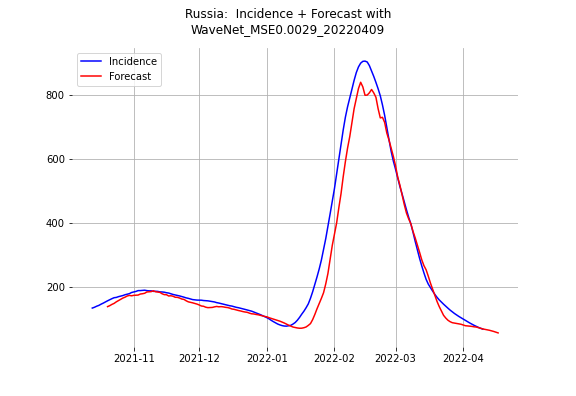 Russia:  Incidence + Forecast with
WaveNet_MSE0.0029_20220409
Incidence
Forecast
800
600
400
200
2021-11 2021-12 2022-01 2022-02 2022-03 2022-04